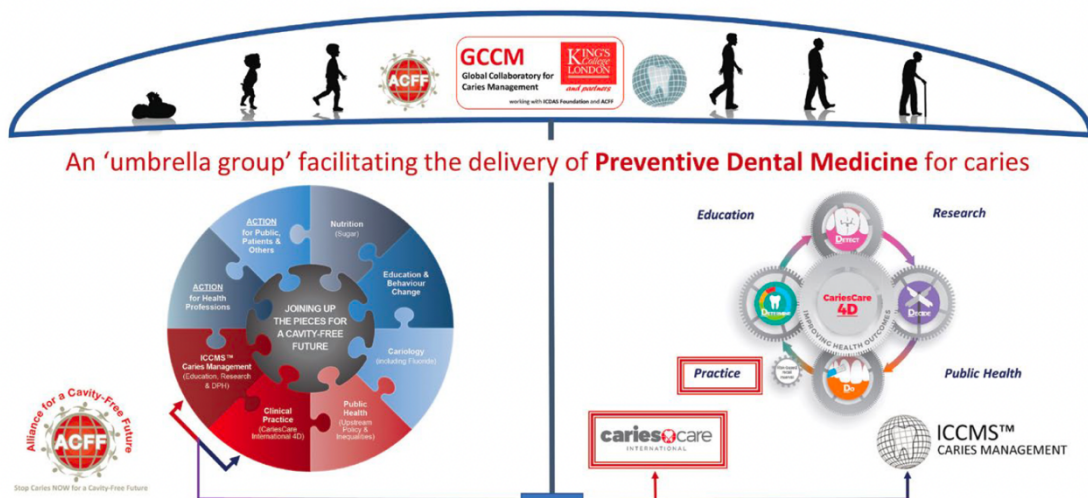 ACFF
GCCM
Global Collaboratory for
Caries Management
KING'S
College
LONDON
and partners
working with ICDAS Foundation and ACFF
An 'umbrella group' facilitating the delivery of Preventive Dental Medicine for caries
ACTION
for Public,
Patients &
Others
Nutrition
(Sugar)
Education &
Behaviour
Change
Cariology
(Including Fluoride)
Public
Health
(Upstream
Policy &
Inequalities)
Clinical
Practice
(CariesCare
International 4D)
ICCMS™
Caries Management
(Education, Research
& DPH)
ACTION
for Health
Professions
JOINING UP
THE PIECES FOR
A CAVITY-FREE
FUTURE
Alliance for a Cavity-Free Future
ACFF
Stop Caries NOW for a Cavity-Free Future
Education
Research
DETECT
DETERMINE
CariesCare
4D
IMPROVING HEALTH OUTCOMES
DECIDE
DO
Practice
Public Health
caries care
INTERNATIONAL
ICCMS™
CARIES MANAGEMENT